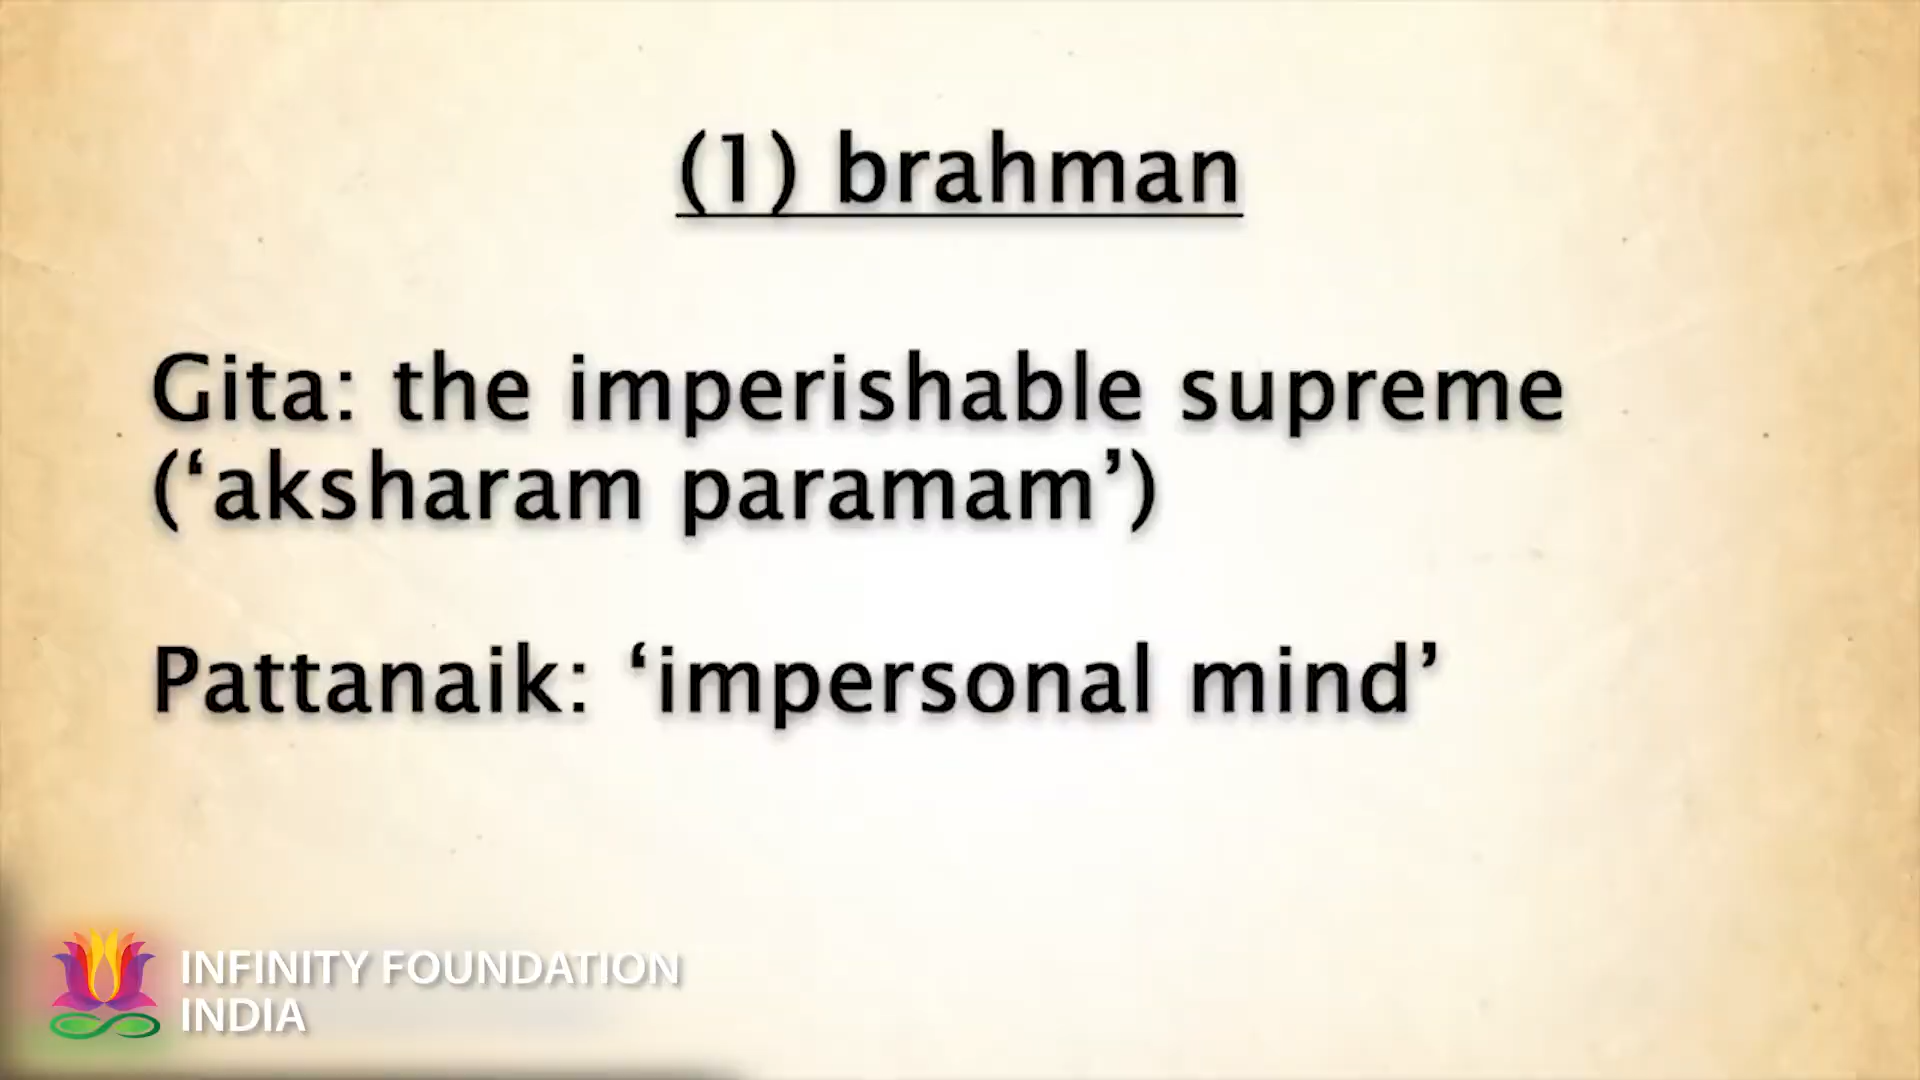 (1) brahman
Gita: the imperishable supreme
(‘aksharam paramam’)
Pattanaik: ‘impersonal mind’
INFINITY FOUNDATION
INDIA